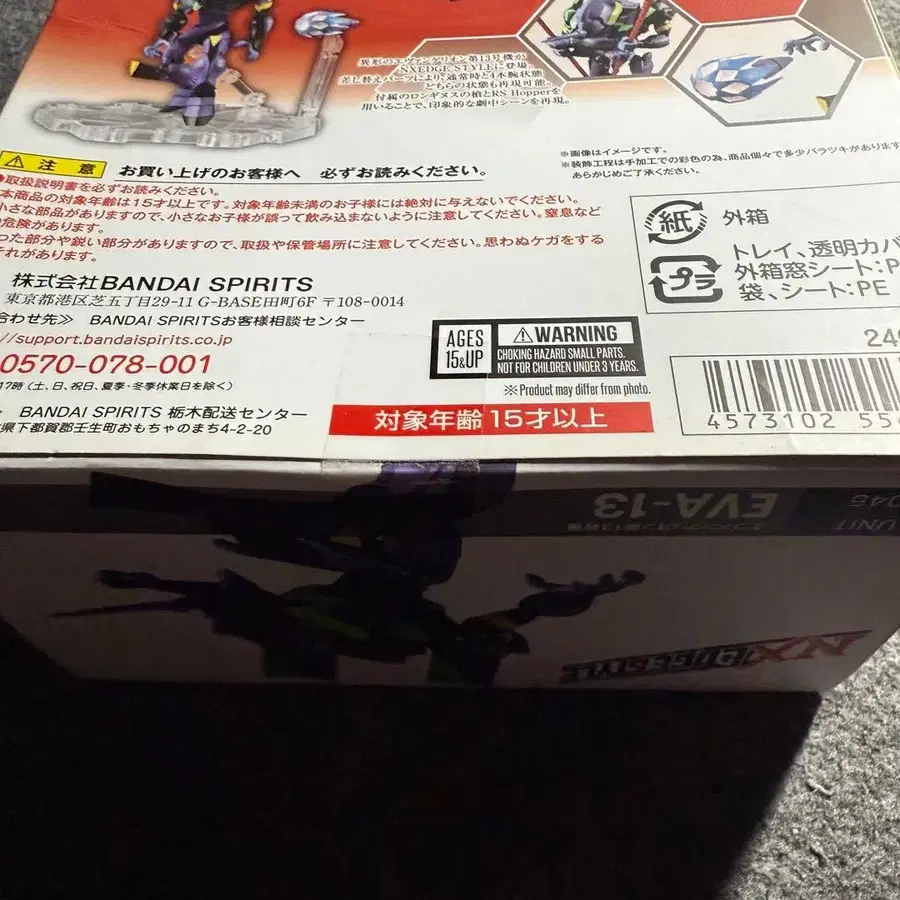 異形のエヴァンゲリオン第13号機が
NXEDGE STYLEに登場。
差し替えパーツにより、通常時と4本腕状態
どちらの状態も再現可能。
付属のロンギヌスの槍とRS Hopperを
用いることで、印象的な劇中シーンを再現。
※画像はイメージです。
※装飾工程は手加工での彩色の為、商品個々で多少バラツキがあります
あらかじめご了承ください。
注意 お買い上げのお客様へ 必ずお読みください。
●取扱説明書を必ずお読みください。
本商品の対象年齢は15才以上です。対象年齢未満のお子様には絶対に与えないでください。
小さな部品がありますので、小さなお子様が誤って飲み込まないように注意してください。窒息など
危険があります。
った部分や鋭い部分がありますので、取扱や保管場所に注意してください。思わぬケガをする
それがあります。
紙 外箱
プラ トレイ、透明カバ
外箱窓シート:P
袋、シート:PE
株式会社BANDAI SPIRITS
東京都港区芝五丁目29-11 G-BASE田町6F 〒108-0014
合わせ先≫ BANDAI SPIRITSお客様相談センター
//support.bandaispirits.co.jp
0570-078-001
17時(土、日、祝日、夏季・冬季休業日を除く)
BANDAI SPIRITS 栃木配送センター
県下都賀郡壬生町おもちゃのまち4-2-20
AGES
15&UP
WARNING
CHOKING HAZARD SMALL PARTS.
NOT FOR CHILDREN UNDER 3 YEARS.
※Product may differ from photo.
対象年齢 15才以上
240
4573102 55
UNIT
045
EVA-13
エヴァンゲリオン第13号機
NXEDGE STYLE